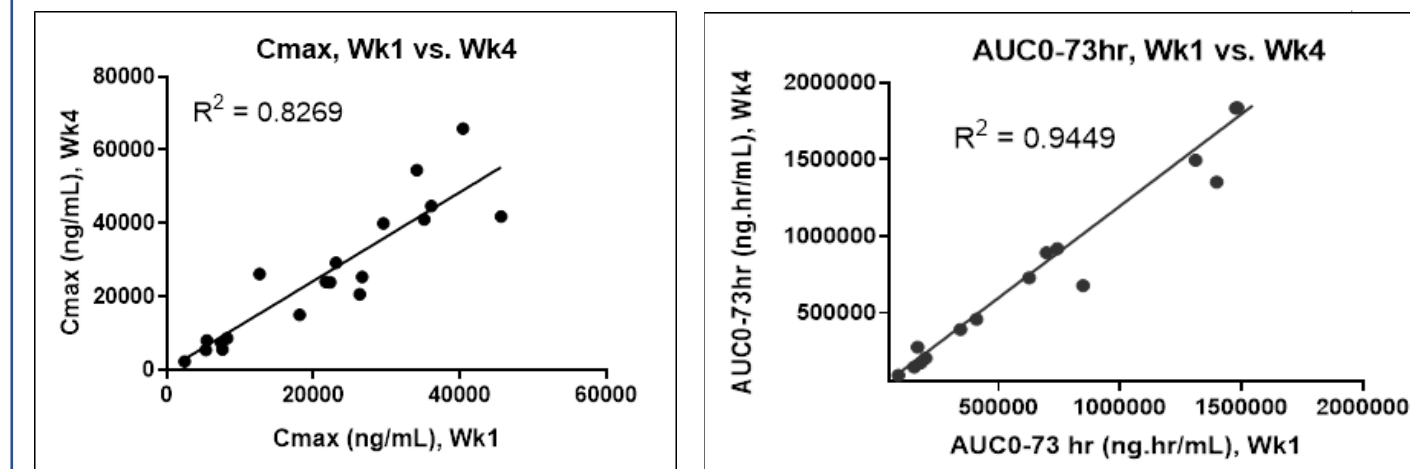 Cmax, Wk1 vs. Wk4
R² = 0.8269
Cmax (ng/mL), Wk4
80000
60000
40000
20000
0
0 20000 40000 60000
Cmax (ng/mL), Wk1
AUC0-73hr, Wk1 vs. Wk4
R² = 0.9449
AUC0-73hr (ng.hr/mL), Wk4
2000000
1500000
1000000
500000
500000 1000000 1500000 2000000
AUC0-73 hr (ng.hr/mL), Wk1